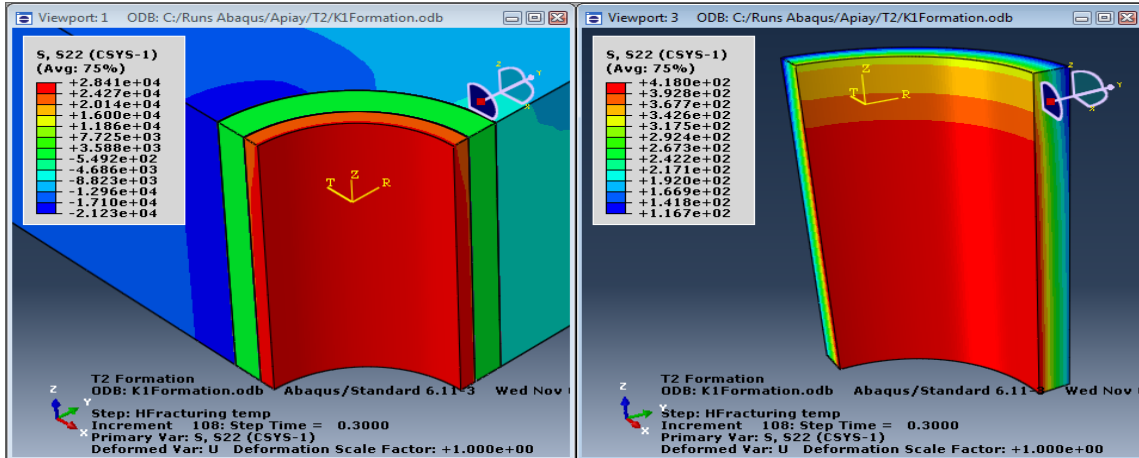 Viewport: 1 ODB: C:/Runs Abaqus/Apiay/T2/K1Formation.odb
S, S22 (CSYS-1)
(Avg: 75%)
+2.841e+04
+2.427e+04
+2.014e+04
+1.600e+04
+1.186e+04
+7.725e+03
+3.588e+03
-5.492e+02
-4.686e+03
-8.823e+03
-1.296e+04
-1.710e+04
-2.123e+04
Z
Y
X
T
Z
R
T2 Formation
ODB: K1Formation.odb Abaqus/Standard 6.11-3 Wed Nov
Z
Y
X
Step: HFracturing temp
Increment 108: Step Time = 0.3000
Primary Var: S, S22 (CSYS-1)
Deformed Var: U Deformation Scale Factor: +1.000e+00
Viewport: 3 ODB: C:/Runs Abaqus/Apiay/T2/K1Formation.odb
S, S22 (CSYS-1)
(Avg: 75%)
+4.180e+02
+3.928e+02
+3.677e+02
+3.426e+02
+3.175e+02
+2.924e+02
+2.673e+02
+2.422e+02
+2.171e+02
+1.920e+02
+1.669e+02
+1.418e+02
+1.167e+02
Z
Y
X
Z
T
R
T2 Formation
ODB: K1Formation.odb Abaqus/Standard 6.11-3 Wed Nov
Z
Y
X
Step: HFracturing temp
Increment 108: Step Time = 0.3000
Primary Var: S, S22 (CSYS-1)
Deformed Var: U Deformation Scale Factor: +1.000e+00